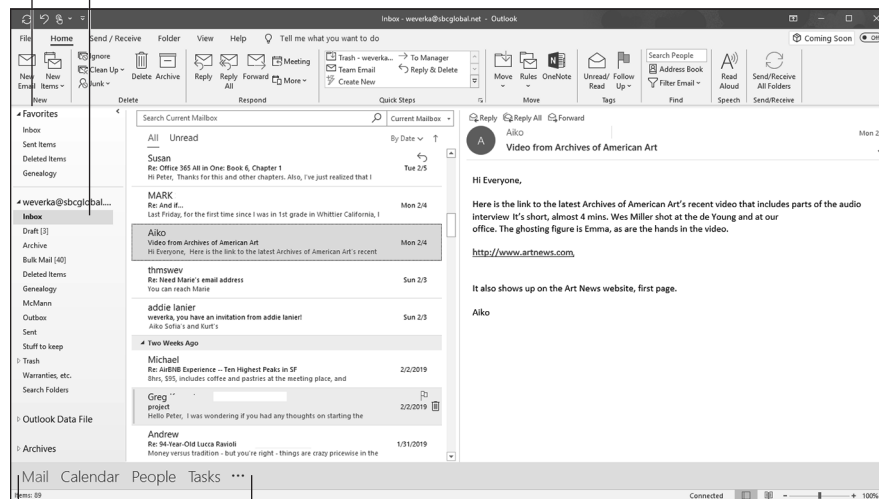 Inbox - weverka@sbcglobal.net - Outlook
File Home Send / Receive Folder View Help Tell me what you want to do
Coming Soon Off
New Email
New Items
Ignore
Clean Up
Junk
Delete Archive
Reply Reply All Forward
Meeting
More
Trash - weverka... To Manager
Team Email Reply & Delete
Create New
Move Rules OneNote
Unread/ Read Follow Up
Search People
Address Book
Filter Email
Read Aloud
Send/Receive All Folders
New Delete Respond Quick Steps Move Tags Find Speech Send/Receive
Favorites
Inbox
Sent Items
Deleted Items
Genealogy
weverka@sbcglobal....
Inbox
Draft [3]
Archive
Bulk Mail [40]
Deleted Items
Genealogy
McMann
Outbox
Sent
Stuff to keep
Trash
Warranties, etc.
Search Folders
Outlook Data File
Archives
Search Current Mailbox Current Mailbox
All Unread By Date
Susan
Re: Office 365 All in One: Book 6, Chapter 1 Tue 2/5
Hi Peter, Thanks for this and other chapters. Also, I've just realized that I
MARK
Re: And if... Mon 2/4
Last Friday, for the first time since I was in 1st grade in Whittier California, I
Aiko
Video from Archives of American Art Mon 2/4
Hi Everyone, Here is the link to the latest Archives of American Art's recent
thmswev
Re: Need Marie's email address Sun 2/3
You can reach Marie
addie lanier
weverka, you have an invitation from addie lanier! Sun 2/3
Aiko Sofia's and Kurt's
Two Weeks Ago
Michael
Re: AirBNB Experience -- Ten Highest Peaks in SF 2/2/2019
8hrs, $95, includes coffee and pastries at the meeting place, and
Greg
project 2/2/2019
Hello Peter, I was wondering if you had any thoughts on starting the
Andrew
Re: 94-Year-Old Lucca Ravioli 1/31/2019
Money versus tradition - but you're right - things are crazy pricewise in the
Reply Reply All Forward
A
Aiko Mon 2
Video from Archives of American Art
Hi Everyone,
Here is the link to the latest Archives of American Art's recent video that includes parts of the audio
interview It's short, almost 4 mins. Wes Miller shot at the de Young and at our
office. The ghosting figure is Emma, as are the hands in the video.
http://www.artnews.com,
It also shows up on the Art News website, first page.
Aiko
Mail Calendar People Tasks ...
Items: 89 Connected 100%